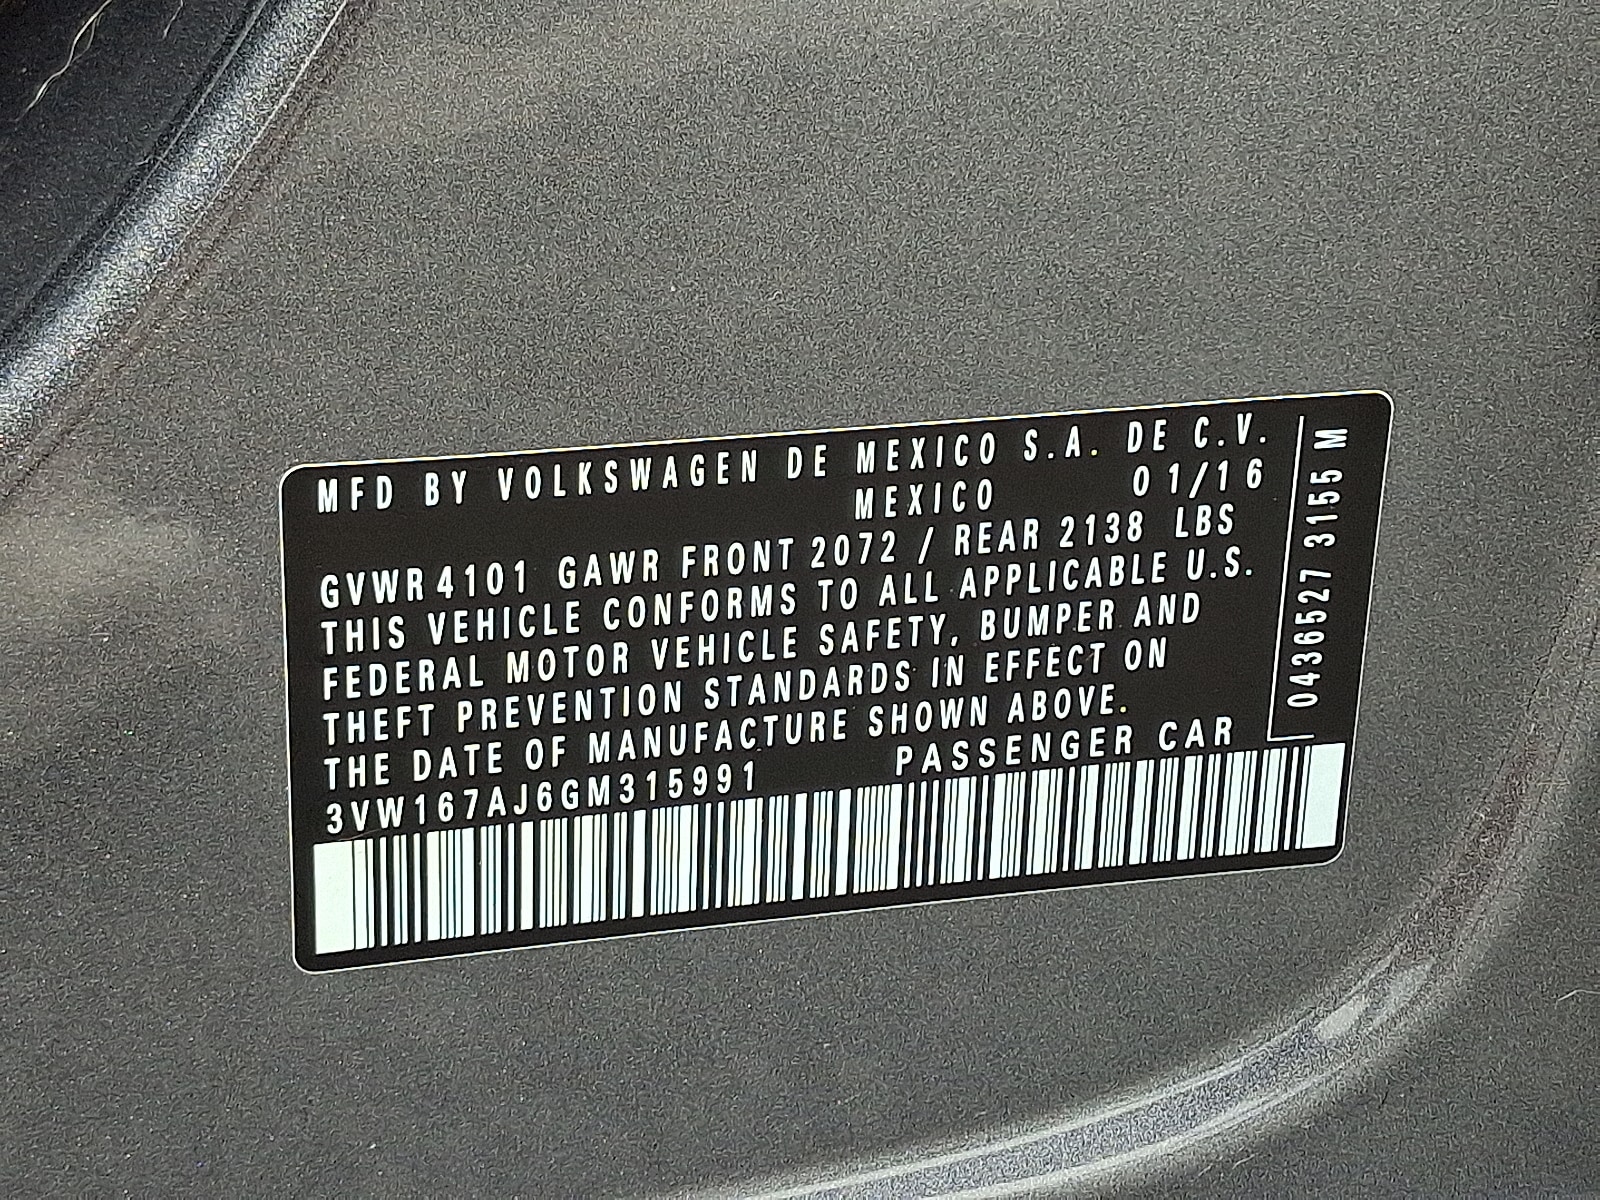 MFD BY VOLKSWAGEN DE MEXICO S.A. DE C.V.
MEXICO 01/16
GVWR 4101 GAWR FRONT 2072 / REAR 2138 LBS
THIS VEHICLE CONFORMS TO ALL APPLICABLE U.S.
FEDERAL MOTOR VEHICLE SAFETY, BUMPER AND
THEFT PREVENTION STANDARDS IN EFFECT ON
THE DATE OF MANUFACTURE SHOWN ABOVE.
3VW167AJ6GM315991 PASSENGER CAR
0436527 3155 M